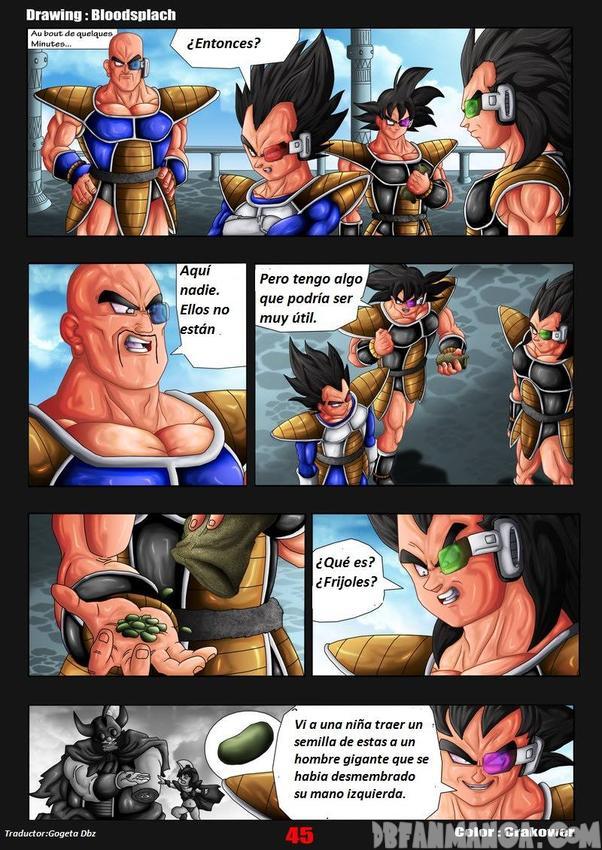 Drawing : Bloodsplach
Au bout de quelques
Minutes...
¿Entonces?
Aquí
nadie.
Ellos no
están
Pero tengo algo
que podría ser
muy útil.
¿Qué es?
¿Frijoles?
Vi a una niña traer un
semilla de estas a un
hombre gigante que se
habia desmembrado
su mano izquierda.
Traductor:Gogeta Dbz
45
Color : Crakower
DBFANMANGA.COM